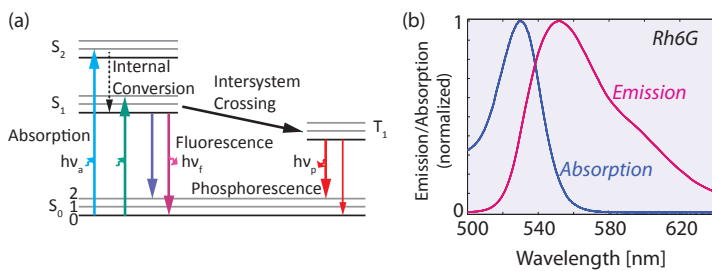 (a)
S2
Internal
Conversion
Intersystem
Crossing
S1
T1
Absorption
Fluorescence
hνa
hνf
hνp
Phosphorescence
S0
2
1
0
(b)
Rh6G
Emission
Absorption
Emission/Absorption
(normalized)
1
0
500
540
580
620
Wavelength [nm]